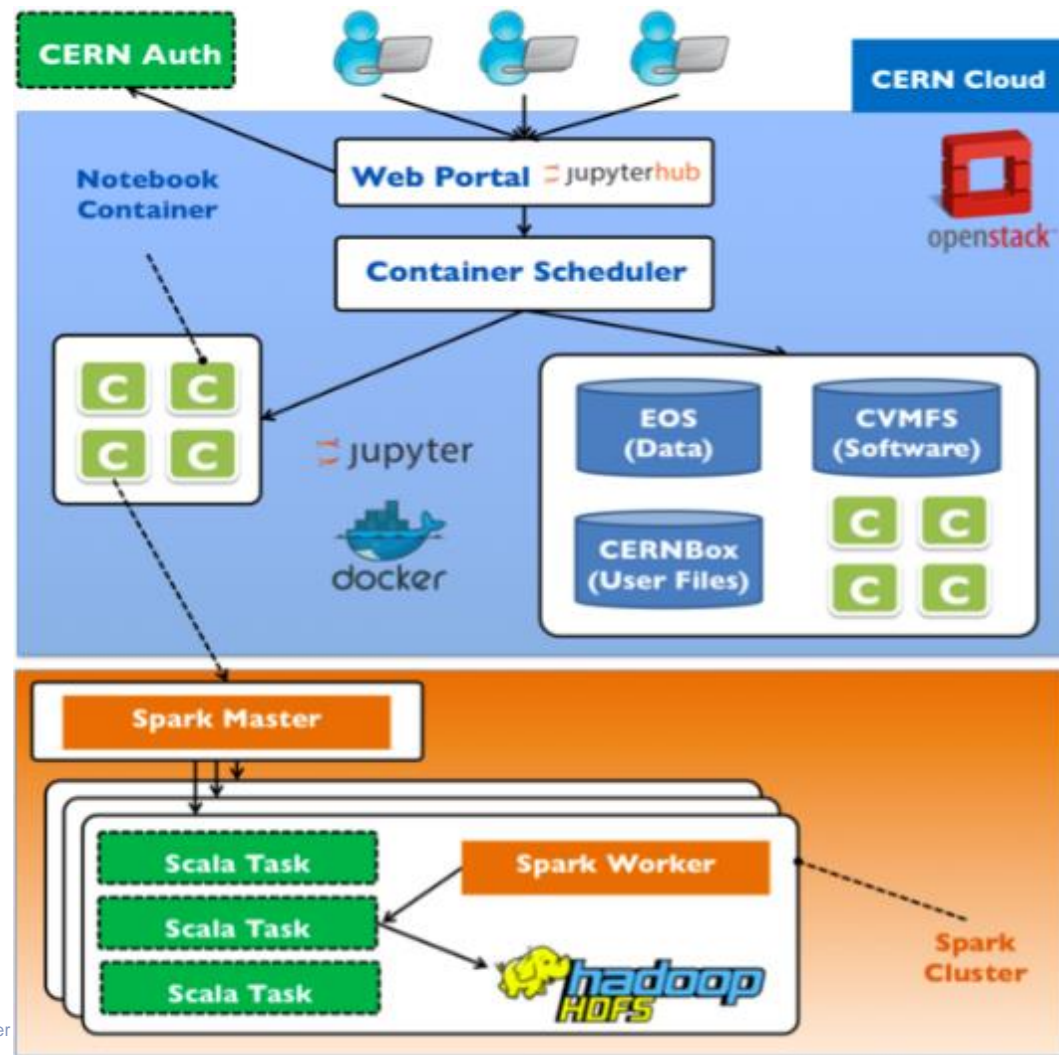 CERN Auth
CERN Cloud
Notebook
Container
Web Portal jupyterhub
openstack
Container Scheduler
C C
C C
EOS
(Data)
CVMFS
(Software)
jupyter
docker
CERNBox
(User Files)
C C
C C
Spark Master
Scala Task
Spark Worker
Scala Task
Scala Task
hadoop
HDFS
Spark
Cluster
er